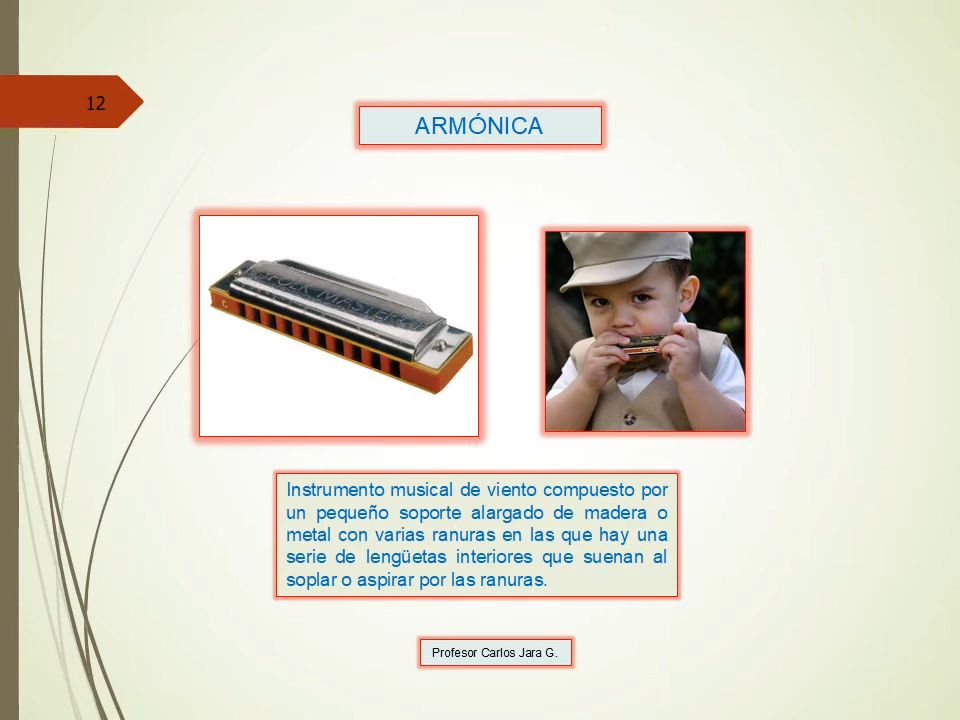 12
ARMÓNICA
FOLK MASTER
C
Instrumento musical de viento compuesto por
un pequeño soporte alargado de madera o
metal con varias ranuras en las que hay una
serie de lengüetas interiores que suenan al
soplar o aspirar por las ranuras.
Profesor Carlos Jara G.